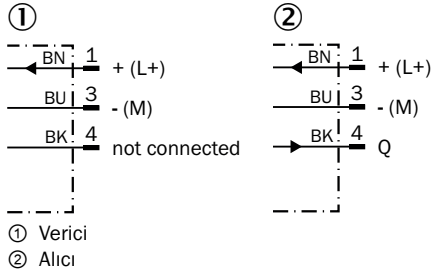 ① ②
BN 1 + (L+)
BU 3 - (M)
BK 4 not connected
BN 1 + (L+)
BU 3 - (M)
BK 4 Q
① Verici
② Alıcı